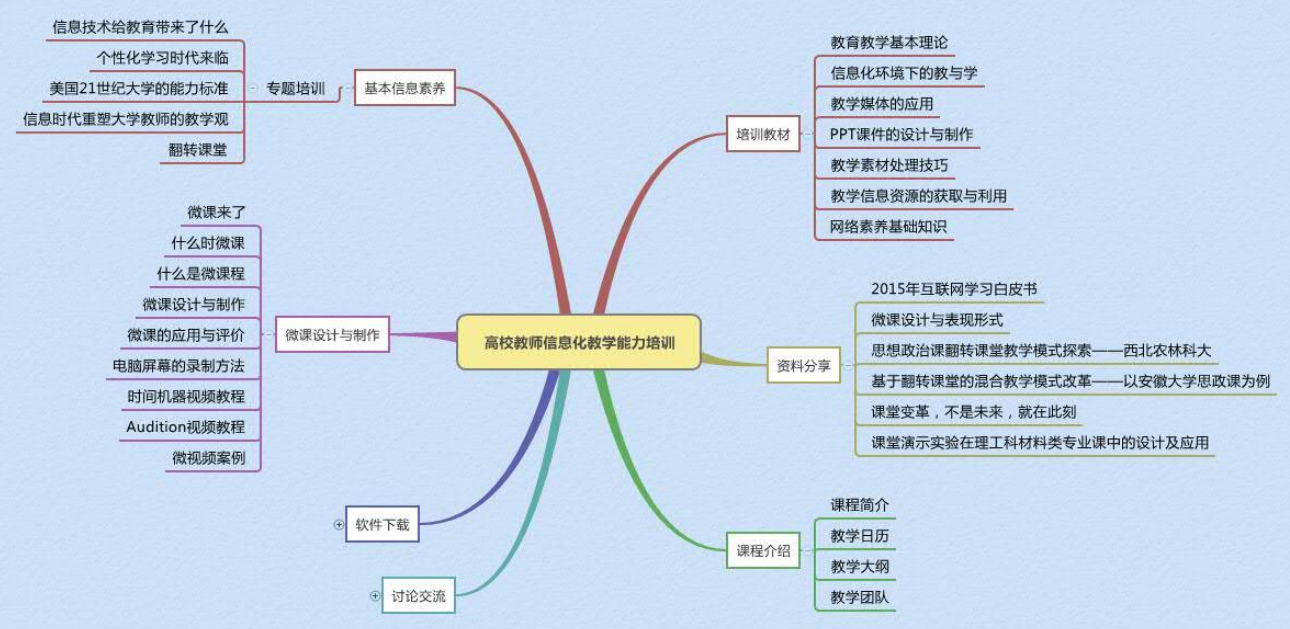 高校教师信息化教学能力培训
基本信息素养
专题培训
信息技术给教育带来了什么
个性化学习时代来临
美国21世纪大学的能力标准
信息时代重塑大学教师的教学观
翻转课堂
微课设计与制作
微课来了
什么时微课
什么是微课程
微课设计与制作
微课的应用与评价
电脑屏幕的录制方法
时间机器视频教程
Audition视频教程
微视频案例
软件下载
讨论交流
培训教材
教育教学基本理论
信息化环境下的教与学
教学媒体的应用
PPT课件的设计与制作
教学素材处理技巧
教学信息资源的获取与利用
网络素养基础知识
资料分享
2015年互联网学习白皮书
微课设计与表现形式
思想政治课翻转课堂教学模式探索——西北农林科大
基于翻转课堂的混合教学模式改革——以安徽大学思政课为例
课堂变革，不是未来，就在此刻
课堂演示实验在理工科材料类专业课中的设计及应用
课程介绍
课程简介
教学日历
教学大纲
教学团队